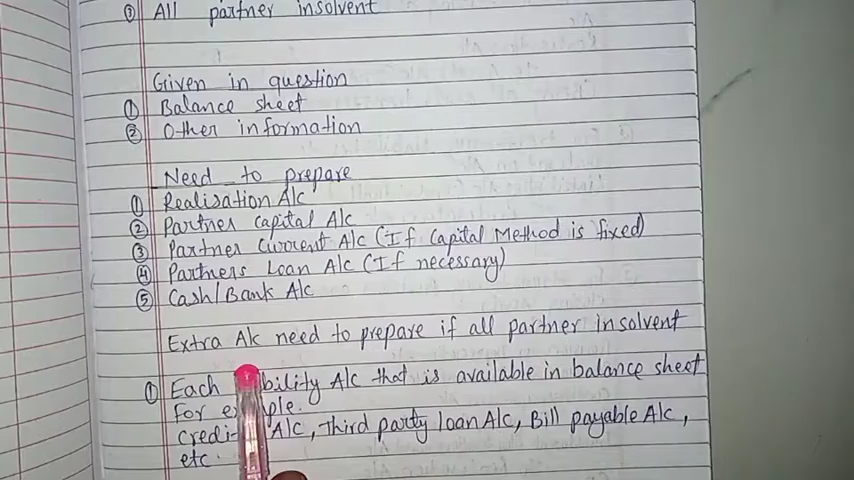 ③ All partner insolvent
Given in question
① Balance sheet
② Other information
Need to prepare
① Realisation A/c
② Partner capital A/c
③ Partner Current A/c (If Capital Method is fixed)
④ Partners Loan A/c (If necessary)
⑤ Cash/Bank A/c
Extra A/c need to prepare if all partner insolvent
① Each A/c that is available in balance sheet
For
A/c, Third party loan A/c, Bill payable A/c,
etc.